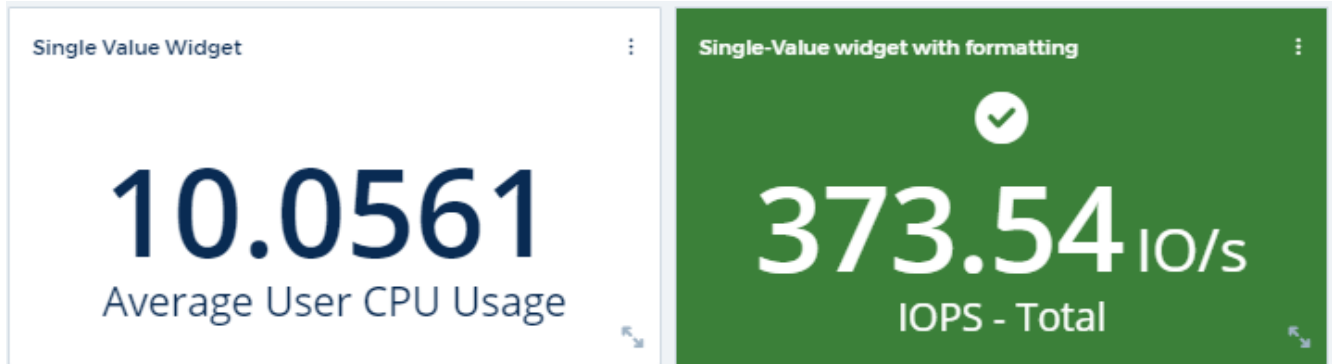 Single Value Widget
10.0561
Average User CPU Usage
Single-Value widget with formatting
373.54 IO/s
IOPS - Total